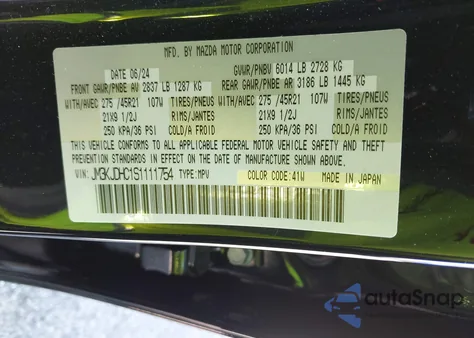 MFD. BY MAZDA MOTOR CORPORATION
DATE 06/24 GVWR/PNBV 6014 LB 2728 KG
FRONT GAWR/PNBE AV 2837 LB 1287 KG REAR GAWR/PNBE AR 3186 LB 1445 KG
WITH/AVEC 275 /45R21 107W TIRES/PNEUS WITH/AVEC 275 /45R21 107W TIRES/PNEUS
21X9 1/2J RIMS/JANTES 21X9 1/2J RIMS/JANTES
250 KPA/36 PSI COLD/A FROID 250 KPA/36 PSI COLD/A FROID
THIS VEHICLE CONFORMS TO ALL APPLICABLE FEDERAL MOTOR VEHICLE SAFETY
AND THEFT PREVENTION STANDARDS IN EFFECT ON THE DATE OF MANUFACTURE SHOWN ABOVE.
VIN: JM3KJDHC1S1111754 TYPE:MPV COLOR CODE:41W MADE IN JAPAN
autoSnap